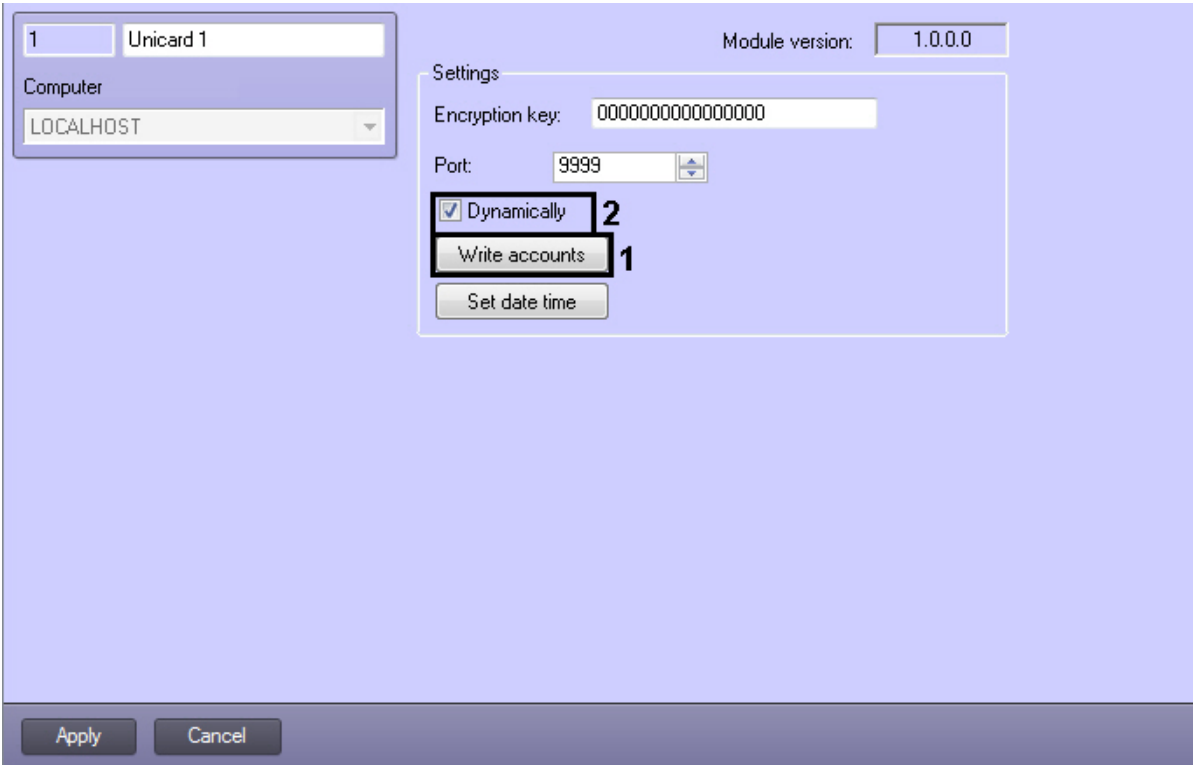 1 Unicard 1
Module version: 1.0.0.0
Computer
LOCALHOST
Settings
Encryption key: 0000000000000000
Port: 9999
Dynamically 2
Write accounts 1
Set date time
Apply Cancel